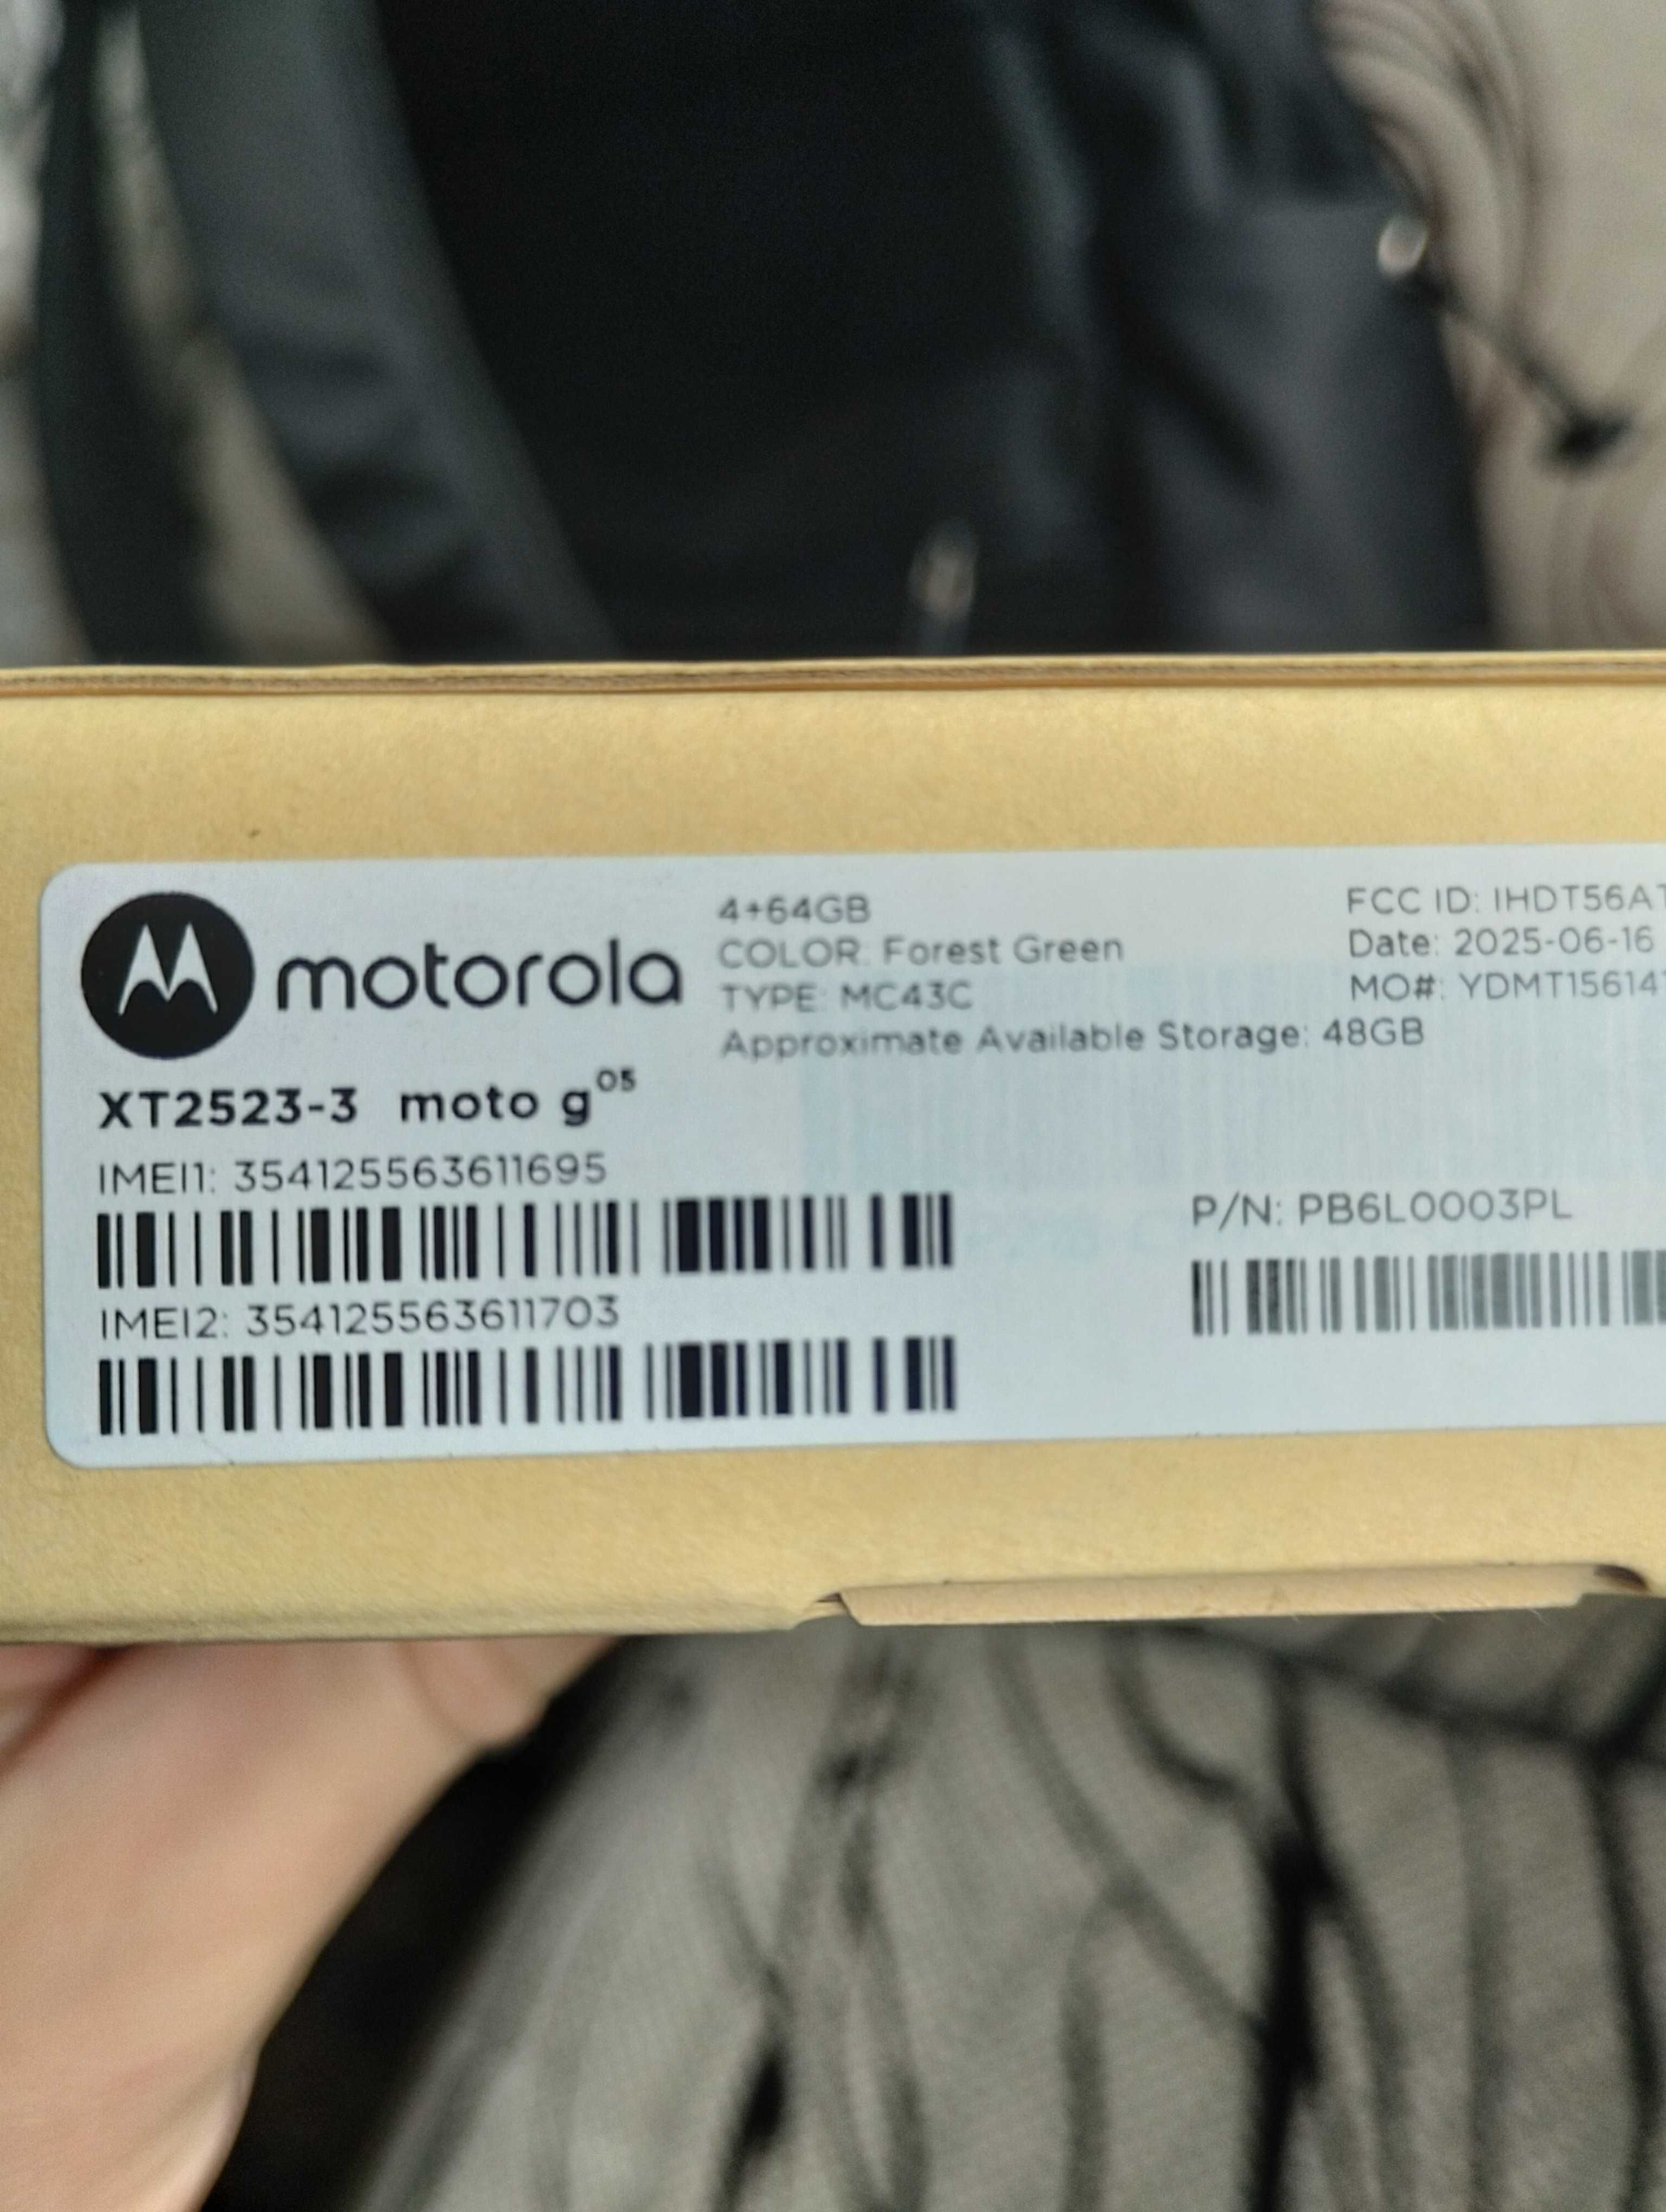 motorola
4+64GB
COLOR: Forest Green
TYPE: MC43C
Approximate Available Storage: 48GB
FCC ID: IHDT56A
Date: 2025-06-16
MO#: YDMT15614
XT2523-3 moto g05
IMEI1: 354125563611695
IMEI2: 354125563611703
P/N: PB6L0003PL